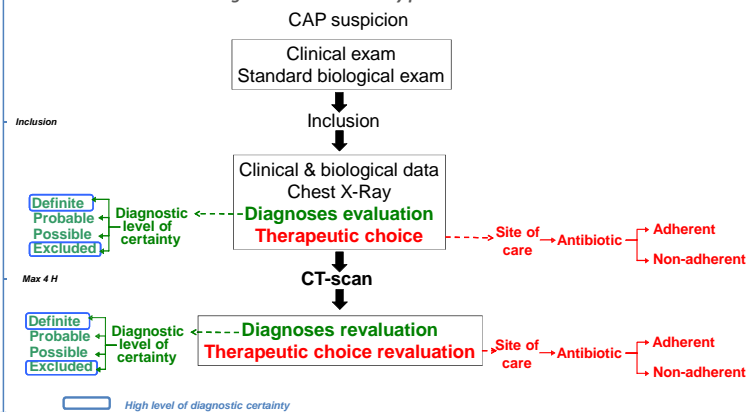 CAP suspicion
Clinical exam
Standard biological exam
Inclusion
Inclusion
Clinical & biological data
Chest X-Ray
Diagnoses evaluation
Therapeutic choice
Definite
Probable
Possible
Excluded
Diagnostic
level of
certainty
Site of
care
Antibiotic
Adherent
Non-adherent
Max 4 H
CT-scan
Diagnoses revaluation
Therapeutic choice revaluation
Definite
Probable
Possible
Excluded
Diagnostic
level of
certainty
Site of
care
Antibiotic
Adherent
Non-adherent
High level of diagnostic certainty